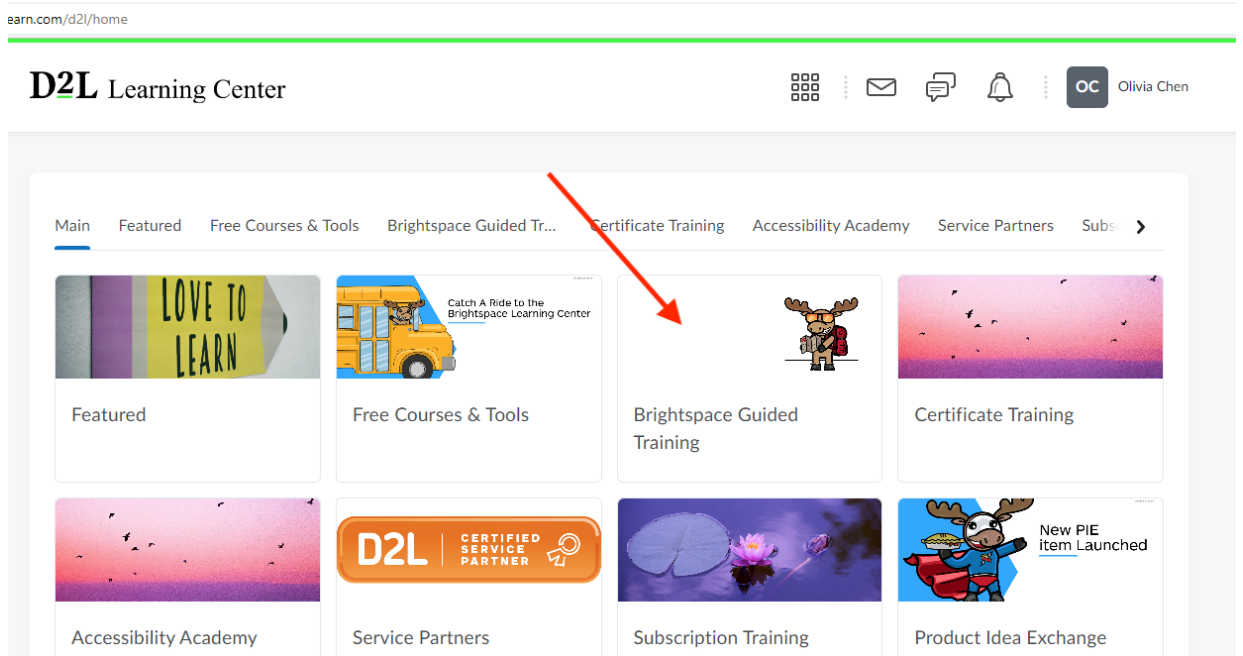 earn.com/d2l/home
D2L Learning Center
OC Olivia Chen
Main Featured Free Courses & Tools Brightspace Guided Tr... Certificate Training Accessibility Academy Service Partners Subs
LOVE TO
LEARN
Catch A Ride to the
Brightspace Learning Center
Featured
Free Courses & Tools
Brightspace Guided
Training
Certificate Training
D2L CERTIFIED
SERVICE
PARTNER
New PIE
item Launched
Accessibility Academy
Service Partners
Subscription Training
Product Idea Exchange